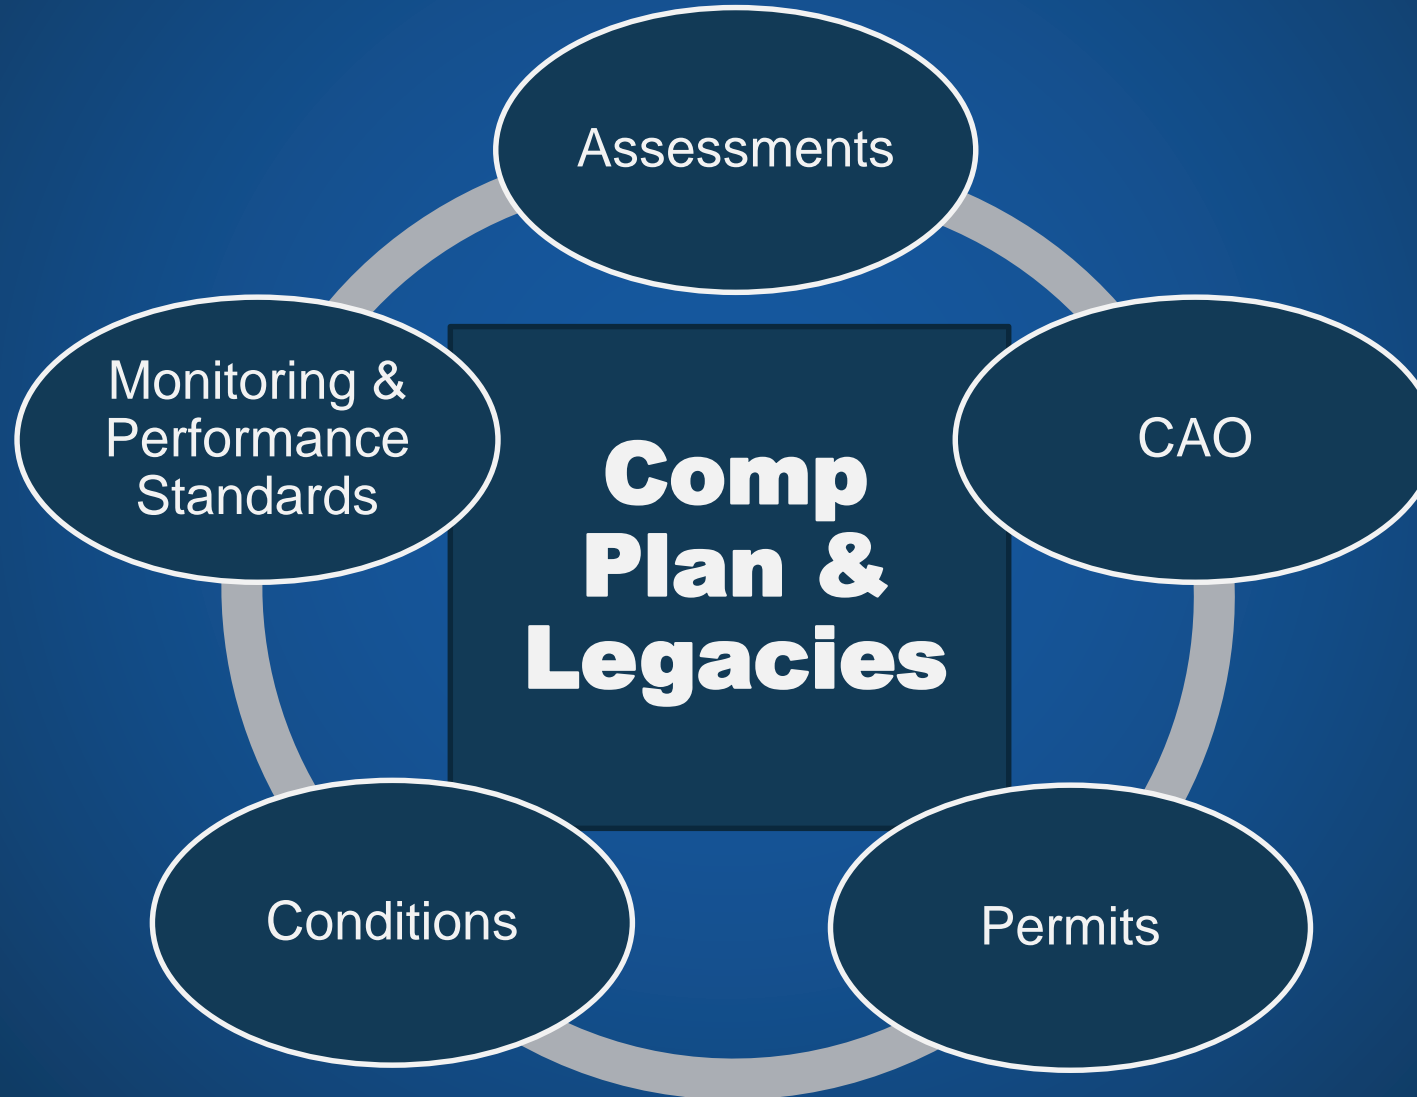 Assessments
Monitoring &
Performance
Standards
CAO
Comp
Plan &
Legacies
Conditions
Permits